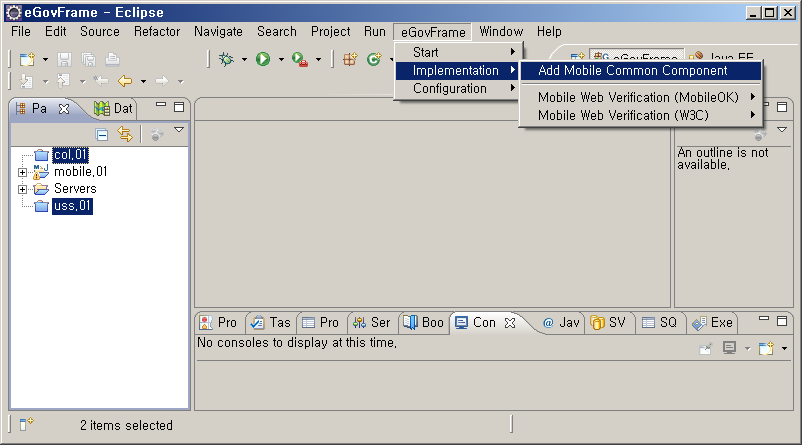 eGovFrame - Eclipse
File Edit Source Refactor Navigate Search Project Run eGovFrame Window Help
Start
Implementation
Configuration
eGovFrame Java EE
Add Mobile Common Component
Mobile Web Verification (MobileOK)
Mobile Web Verification (W3C)
Pa Dat
col.01
mobile.01
Servers
uss.01
An outline is not
available.
Pro Tas Pro Ser Boo Con Jav SV SQ Exe
No consoles to display at this time.
2 items selected